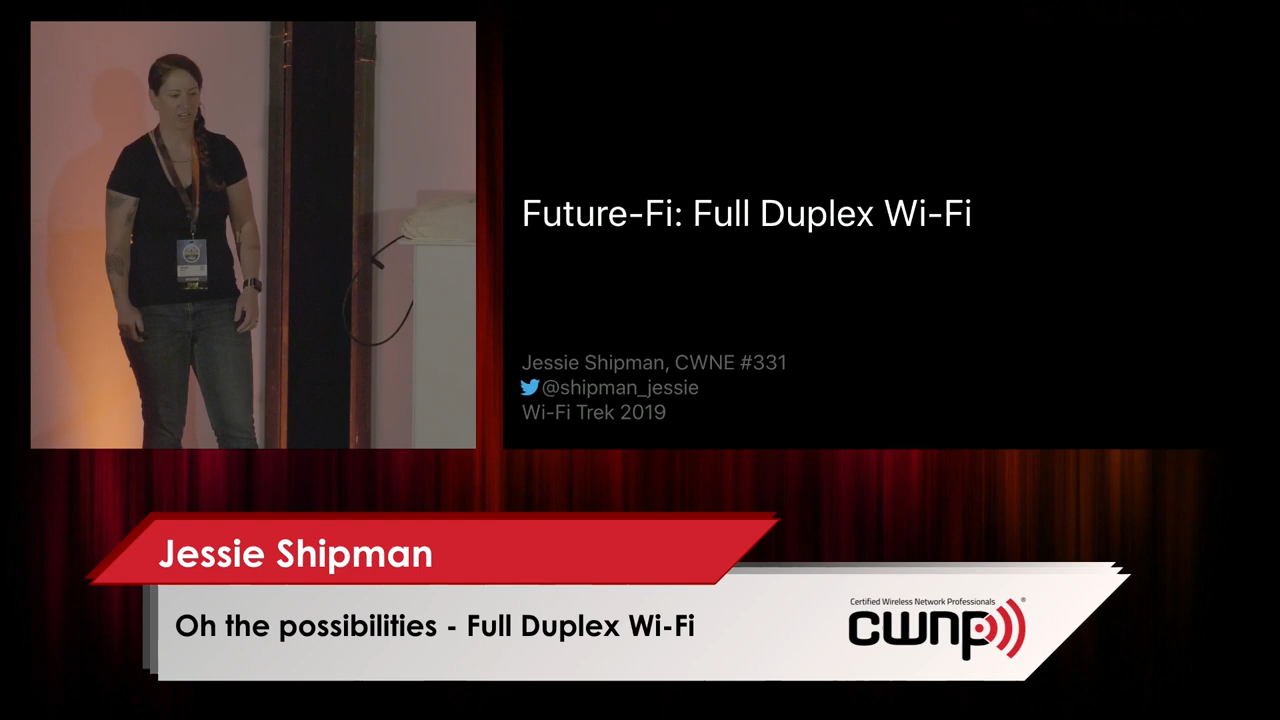 Future-Fi: Full Duplex Wi-Fi
Jessie Shipman, CWNE #331
@shipman_jessie
Wi-Fi Trek 2019
Jessie Shipman
Oh the possibilities - Full Duplex Wi-Fi
Certified Wireless Network Professionals
cwnp
®